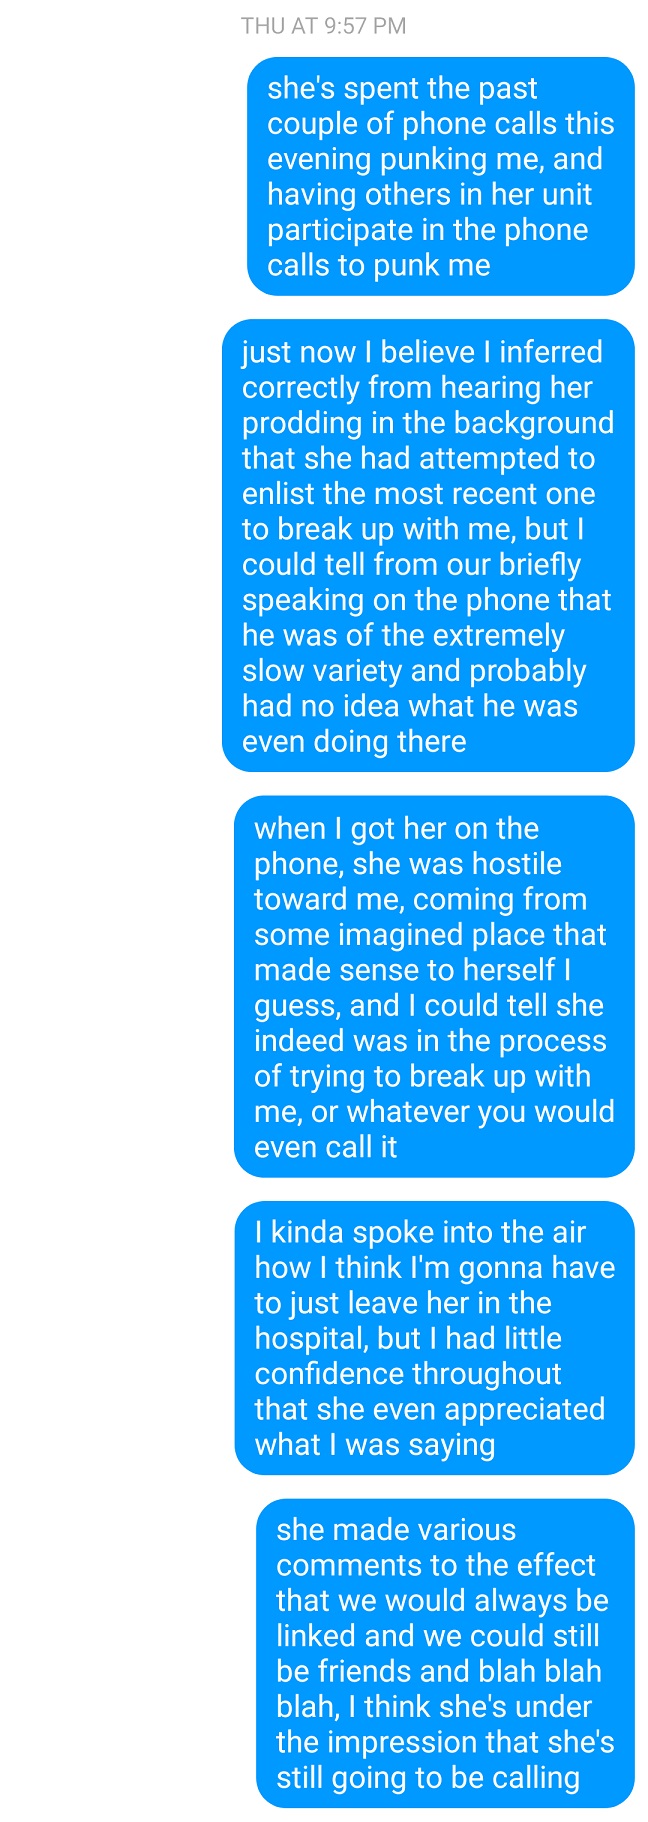 THU AT 9:57 PM
she's spent the past
couple of phone calls this
evening punking me, and
having others in her unit
participate in the phone
calls to punk me
just now I believe I inferred
correctly from hearing her
prodding in the background
that she had attempted to
enlist the most recent one
to break up with me, but I
could tell from our briefly
speaking on the phone that
he was of the extremely
slow variety and probably
had no idea what he was
even doing there
when I got her on the
phone, she was hostile
toward me, coming from
some imagined place that
made sense to herself I
guess, and I could tell she
indeed was in the process
of trying to break up with
me, or whatever you would
even call it
I kinda spoke into the air
how I think I'm gonna have
to just leave her in the
hospital, but I had little
confidence throughout
that she even appreciated
what I was saying
she made various
comments to the effect
that we would always be
linked and we could still
be friends and blah blah
blah, I think she's under
the impression that she's
still going to be calling